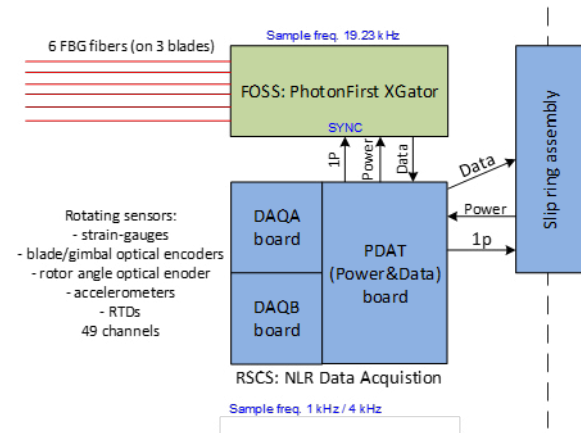 Sample freq. 19.23 kHz
6 FBG fibers (on 3 blades)
FOSS: PhotonFirst XGator
SYNC
1P
Power
Data
Data
Power
1p
Slip ring assembly
Rotating sensors:
- strain-gauges
- blade/gimbal optical encoders
- rotor angle optical enoder
- accelerometers
- RTDs
49 channels
DAQA
board
DAQB
board
PDAT
(Power&Data)
board
RSCS: NLR Data Acquistion
Sample freq. 1 kHz / 4 kHz